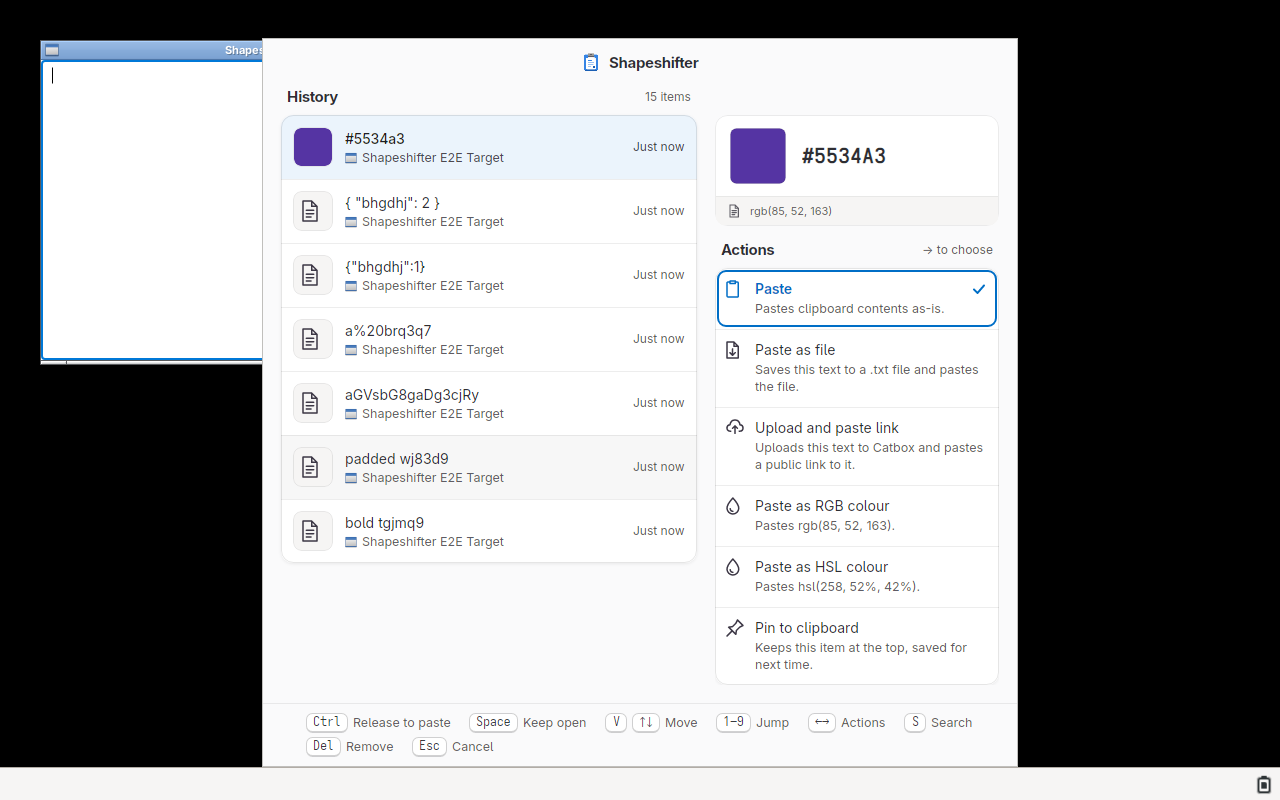 Shapes
Shapeshifter
History
15 items
#5534a3
Shapeshifter E2E Target
Just now
{ "bhgdhj": 2 }
Shapeshifter E2E Target
Just now
{"bhgdhj":1}
Shapeshifter E2E Target
Just now
a%20brq3q7
Shapeshifter E2E Target
Just now
aGVsbG8gaDg3cjRy
Shapeshifter E2E Target
Just now
padded wj83d9
Shapeshifter E2E Target
Just now
bold tgjmq9
Shapeshifter E2E Target
Just now
#5534A3
rgb(85, 52, 163)
Actions
→ to choose
Paste
Pastes clipboard contents as-is.
Paste as file
Saves this text to a .txt file and pastes
the file.
Upload and paste link
Uploads this text to Catbox and pastes
a public link to it.
Paste as RGB colour
Pastes rgb(85, 52, 163).
Paste as HSL colour
Pastes hsl(258, 52%, 42%).
Pin to clipboard
Keeps this item at the top, saved for
next time.
Ctrl Release to paste Space Keep open V ↑↓ Move 1–9 Jump ↔ Actions S Search
Del Remove Esc Cancel